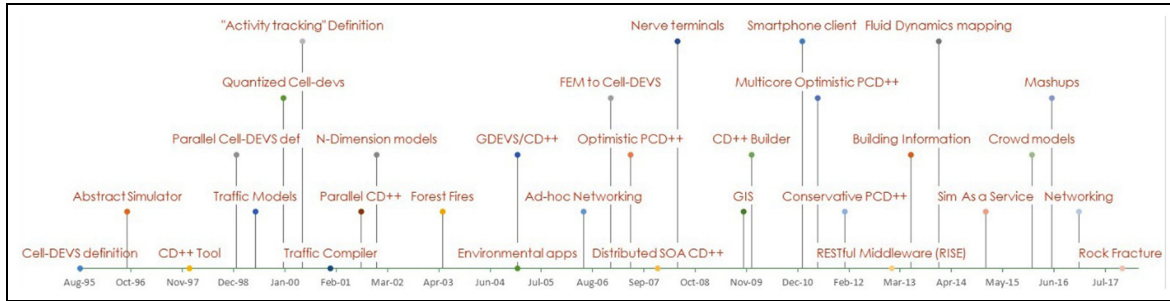 "Activity tracking" Definition
Nerve terminals
Smartphone client
Fluid Dynamics mapping
Quantized Cell-devs
FEM to Cell-DEVS
Multicore Optimistic PCD++
Mashups
Parallel Cell-DEVS def
N-Dimension models
GDEVS/CD++
Optimistic PCD++
CD++ Builder
Building Information
Crowd models
Abstract Simulator
Traffic Models
Parallel CD++
Forest Fires
Ad-hoc Networking
GIS
Conservative PCD++
Sim As a Service
Networking
Cell-DEVS definition
CD++ Tool
Traffic Compiler
Environmental apps
Distributed SOA CD++
RESTful Middleware (RISE)
Rock Fracture
Aug-95 Oct-96 Nov-97 Dec-98 Jan-00 Feb-01 Mar-02 Apr-03 Jun-04 Jul-05 Aug-06 Sep-07 Oct-08 Nov-09 Dec-10 Feb-12 Mar-13 Apr-14 May-15 Jun-16 Jul-17